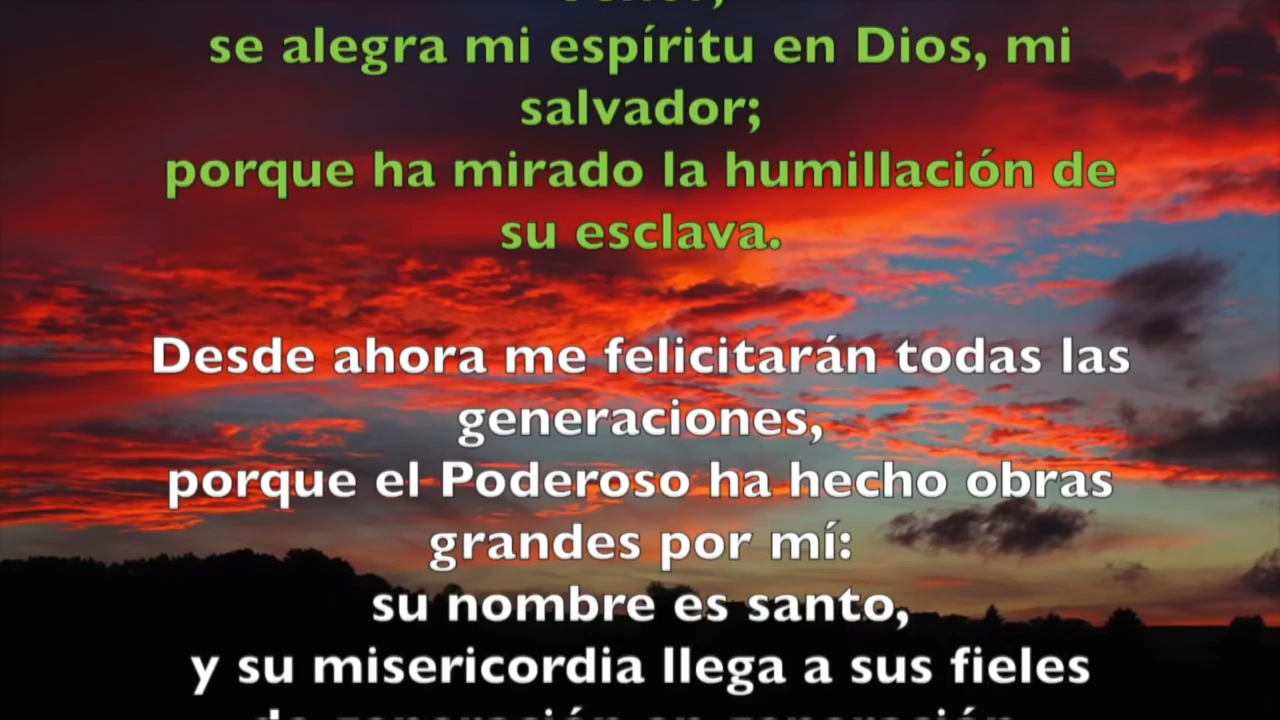 se alegra mi espíritu en Dios, mi
salvador;
porque ha mirado la humillación de
su esclava.
Desde ahora me felicitarán todas las
generaciones,
porque el Poderoso ha hecho obras
grandes por mí:
su nombre es santo,
y su misericordia llega a sus fieles